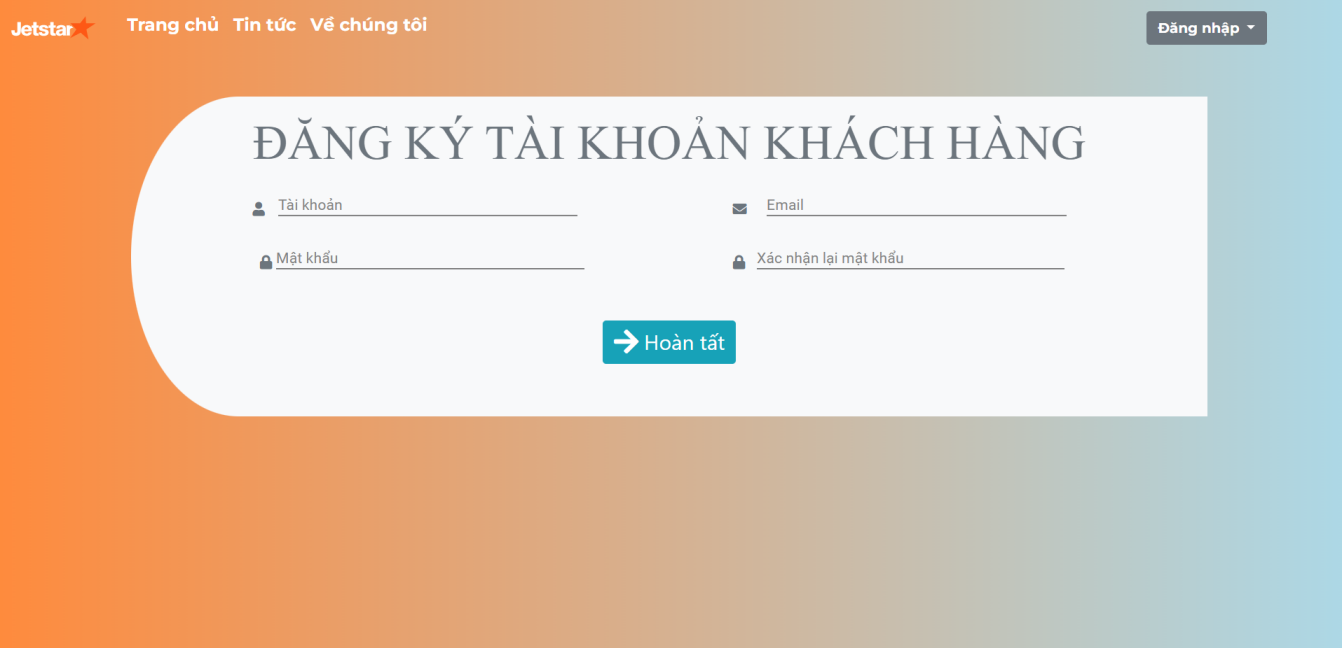 Jetstar Trang chủ Tin tức Về chúng tôi Đăng nhập
ĐĂNG KÝ TÀI KHOẢN KHÁCH HÀNG
Tài khoản Email
Mật khẩu Xác nhận lại mật khẩu
Hoàn tất